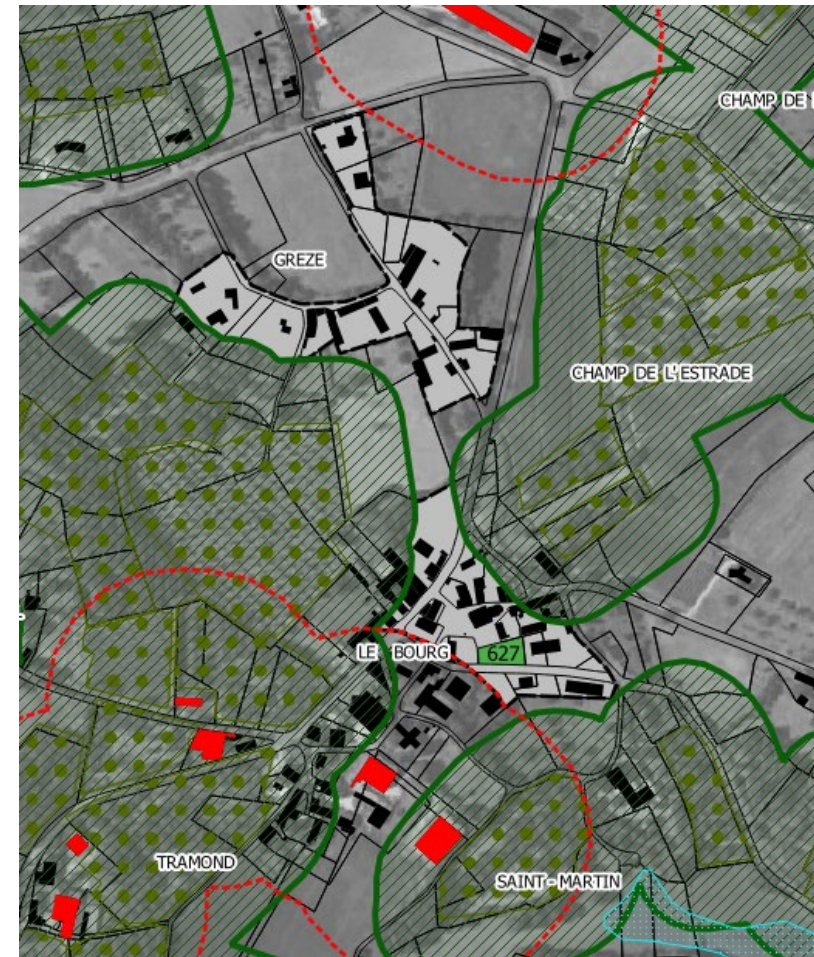 CHAMP DE
GREZE
CHAMP DE L'ESTRADE
LE BOURG
627
TRAMOND
SAINT-MARTIN